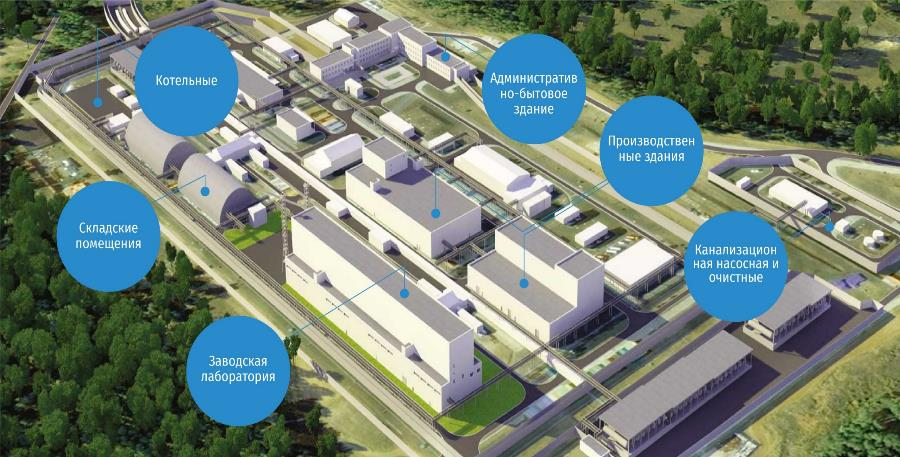 Котельные
Административ
но-бытовое
здание
Производствен
ные здания
Складские
помещения
Канализацион
ная насосная и
очистные
Заводская
лаборатория